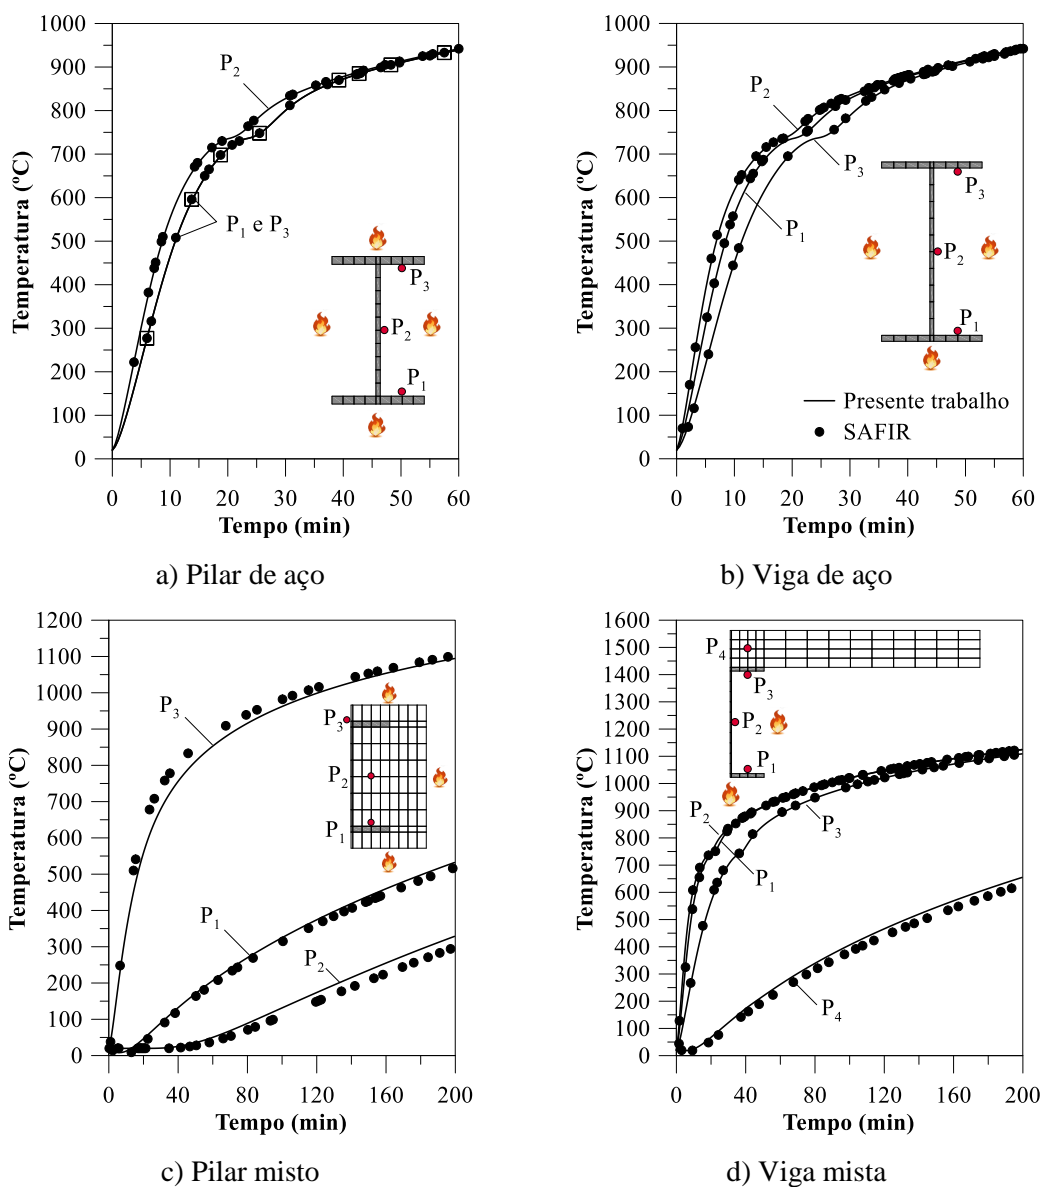 1000
900
800
700
600
500
400
300
200
100
0
Temperatura (ºC)
P2
P1 e P3
P3
P2
P1
0 10 20 30 40 50 60
Tempo (min)
a) Pilar de aço
1000
900
800
700
600
500
400
300
200
100
0
Temperatura (ºC)
P2
P3
P1
P3
P2
P1
Presente trabalho
SAFIR
0 10 20 30 40 50 60
Tempo (min)
b) Viga de aço
1200
1100
1000
900
800
700
600
500
400
300
200
100
0
Temperatura (ºC)
P3
P3
P2
P1
P1
P2
0 40 80 120 160 200
Tempo (min)
c) Pilar misto
1600
1500
1400
1300
1200
1100
1000
900
800
700
600
500
400
300
200
100
0
Temperatura (ºC)
P4
P3
P2
P1
P2
P3
P1
P4
0 40 80 120 160 200
Tempo (min)
d) Viga mista